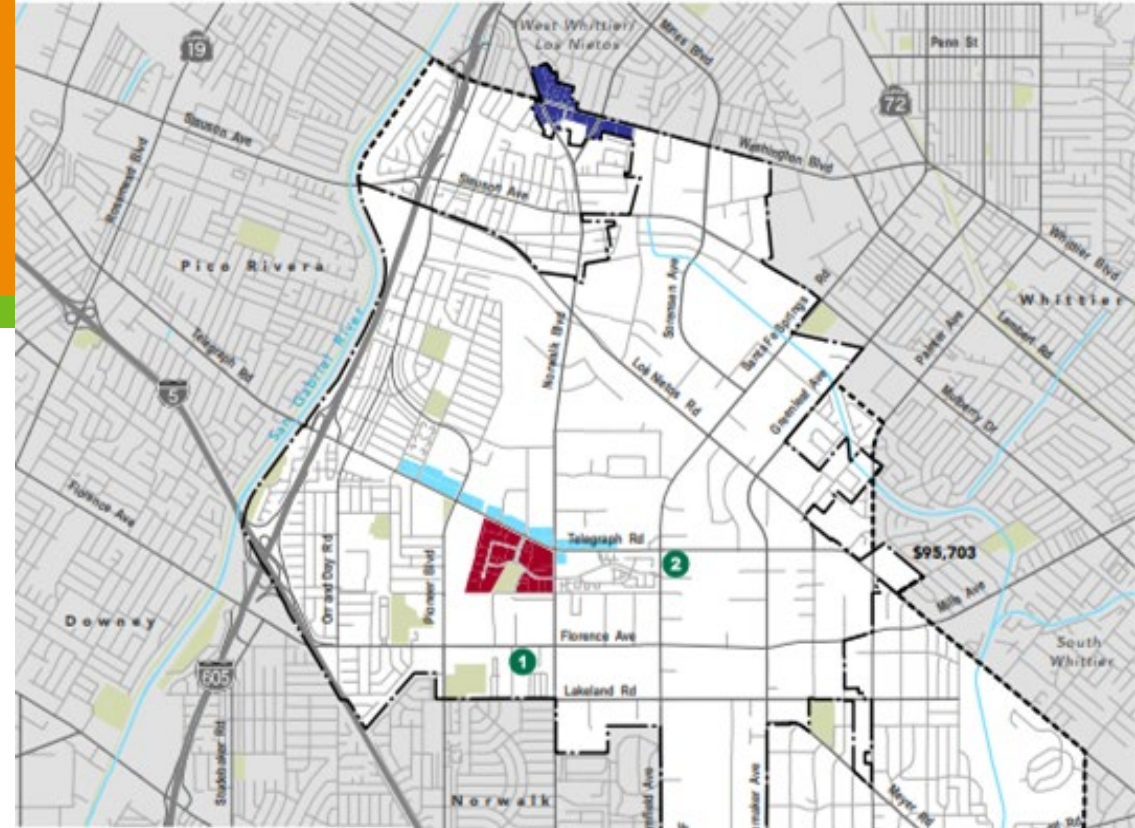 West Whittier/
Los Nietos
Mines Blvd
Penn St
19
72
Slauson Ave
Rosemead Blvd
Washington Blvd
Slauson Ave
Whittier Blvd
Pico Rivera
Sorensen Ave
Santa Fe Springs Rd
Whittier
Painter Ave
Lambert Rd
Telegraph Rd
San Gabriel River
Norwalk Blvd
Los Nietos Rd
5
Greenleaf Ave
Mulberry Dr
Florence Ave
Telegraph Rd
2
$95,703
Orr and Day Rd
Pioneer Blvd
Mills Ave
Downey
Florence Ave
South
Whittier
1
605
Lakeland Rd
Studebaker Rd
Norwalk
Meyer Rd